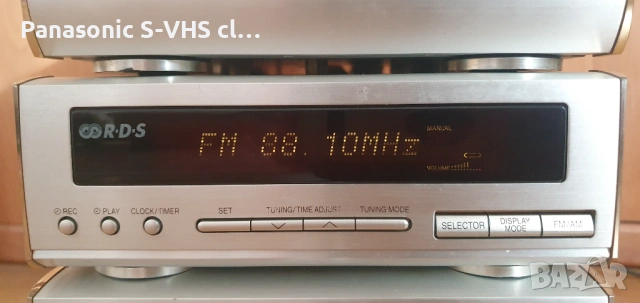 Panasonic S-VHS cl…
R·D·S
FM 88.10MHz
MANUAL
VOLUME
REC
PLAY
CLOCK/TIMER
SET
TUNING/TIME ADJUST
TUNING MODE
SELECTOR
DISPLAY
MODE
FM/AM
BAZAR